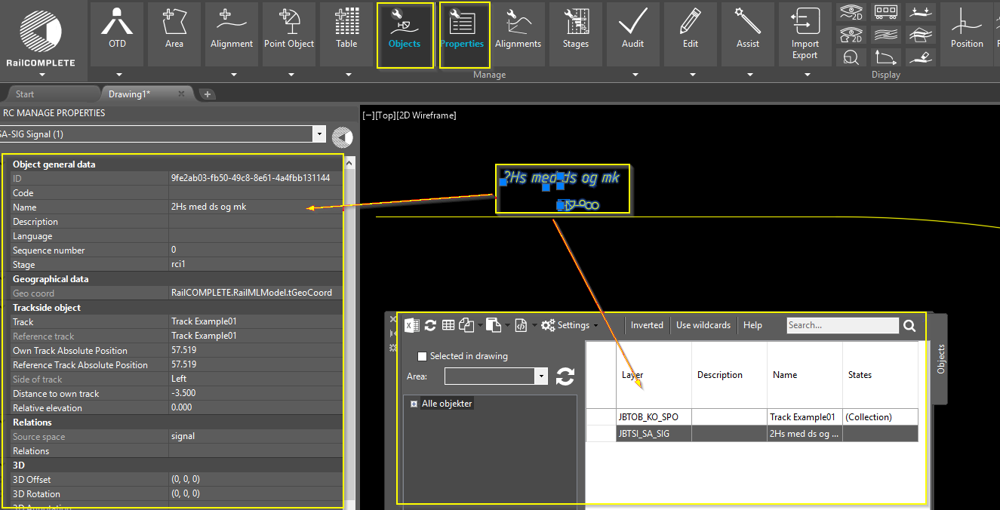 RailCOMPLETE
OTD
Area
Alignment
Point Object
Table
Objects
Properties
Alignments
Stages
Audit
Edit
Assist
Import
Export
2D
2D
Position
Manage
Display
Start
Drawing1*
RC MANAGE PROPERTIES
SA-SIG Signal (1)
Object general data
ID 9fe2ab03-fb50-49c8-8e61-4a4fbb131144
Code
Name 2Hs med ds og mk
Description
Language
Sequence number 0
Stage rci1
Geographical data
Geo coord RailCOMPLETE.RailMLModel.tGeoCoord
Trackside object
Track Track Example01
Reference track Track Example01
Own Track Absolute Position 57.519
Reference Track Absolute Position 57.519
Side of track Left
Distance to own track -3.500
Relative elevation 0.000
Relations
Source space signal
Relations
3D
3D Offset (0, 0, 0)
3D Rotation (0, 0, 0)
[−][Top][2D Wireframe]
2Hs med ds og mk
Settings
Inverted
Use wildcards
Help
Search...
Selected in drawing
Area:
Alle objekter
Layer Description Name States
JBTOB_KO_SPO Track Example01 (Collection)
JBTSI_SA_SIG 2Hs med ds og ...
Objects